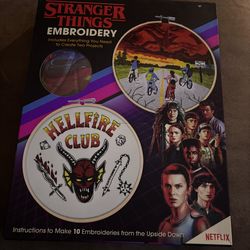 STRANGER
THINGS
EMBROIDERY
Includes Everything You Need
to Create Two Projects
HELLFIRE
CLUB
Instructions to Make 10 Embroideries from the Upside Down
NETFLIX